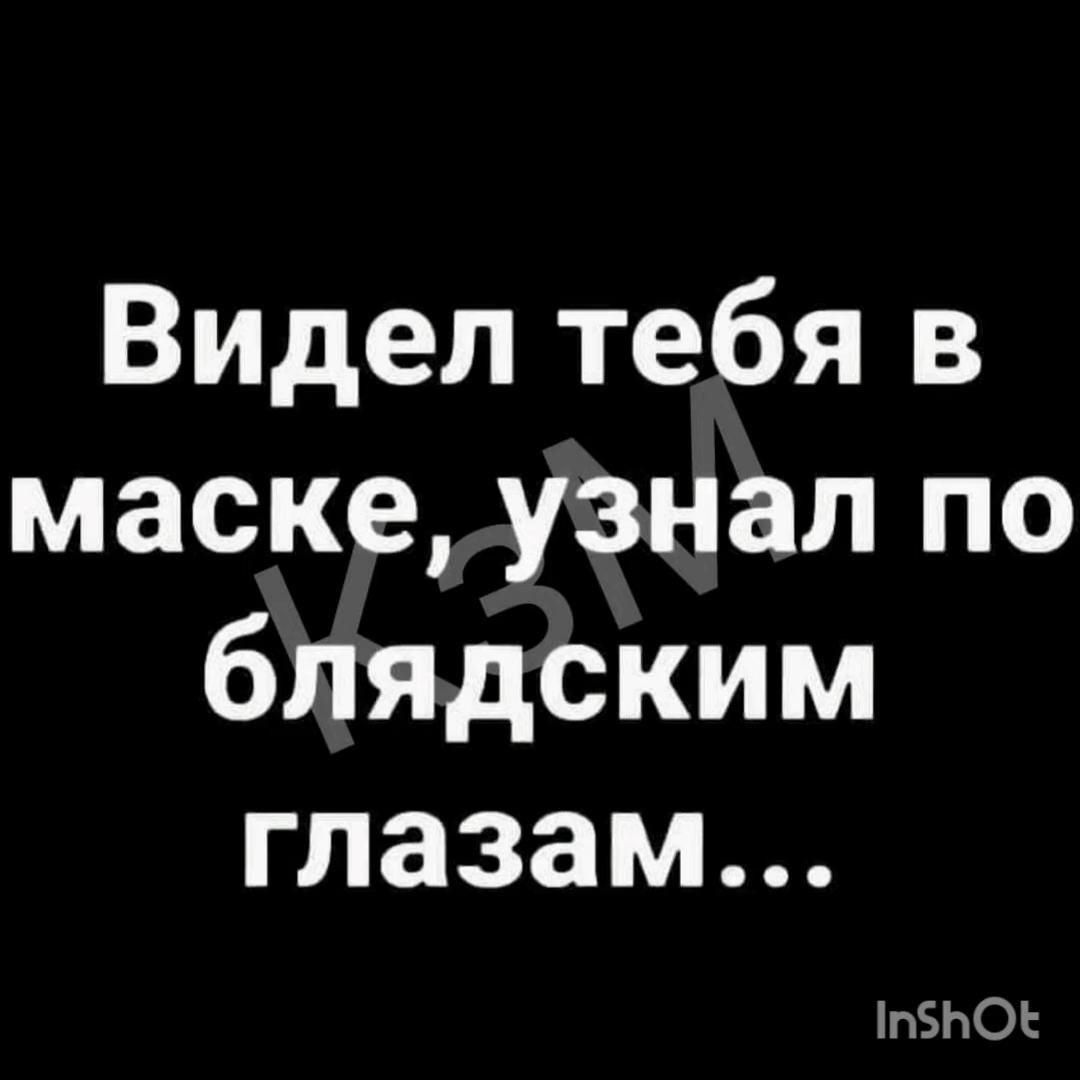 Видел тебя в
маске, узнал по
блядским
глазам...
КЗМ
InShOt